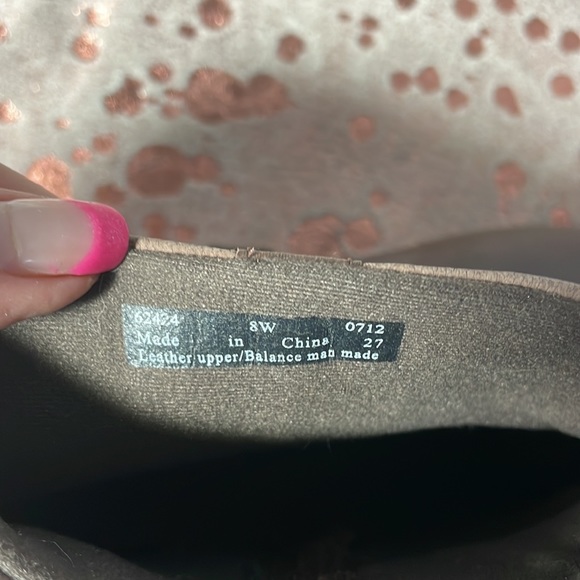 62424 8W 0712
Made in China 27
Leather upper/Balance man made